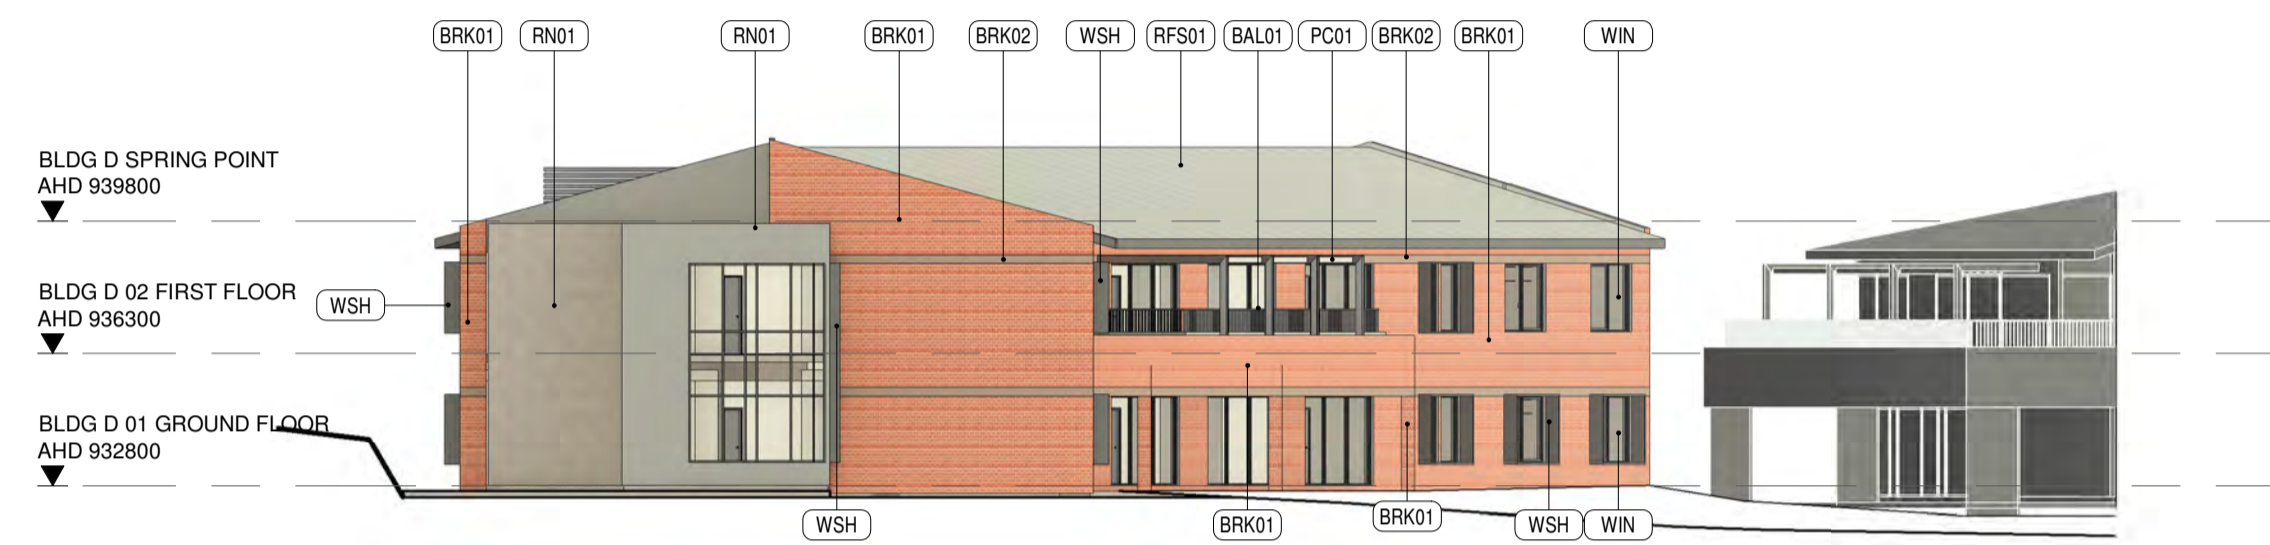 BRK01
RN01
RN01
BRK01
BRK02
WSH
RFS01
BAL01
PC01
BRK02
BRK01
WIN
BLDG D SPRING POINT
AHD 939800
BLDG D 02 FIRST FLOOR
AHD 936300
WSH
BLDG D 01 GROUND FLOOR
AHD 932800
WSH
BRK01
BRK01
WSH
WIN